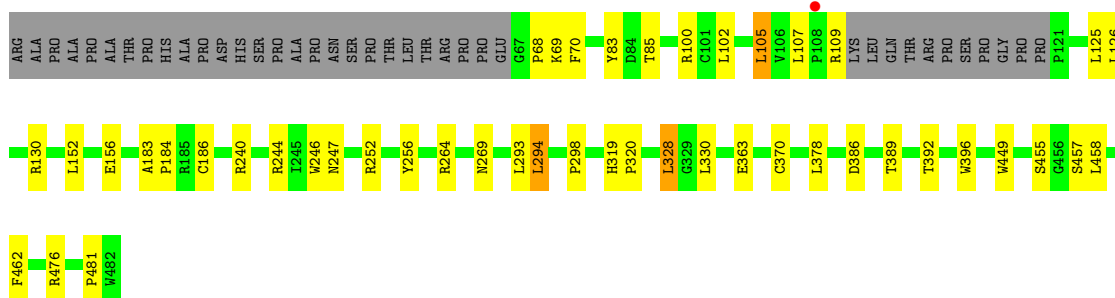 ARG ALA PRO ALA PRO ALA THR PRO HIS ALA PRO ASP HIS SER PRO ALA PRO ASN SER PRO THR LEU THR ARG PRO GLU G67 P68 K69 F70 Y83 D84 T85 R100 C101 L102 L105 V106 L107 P108 R109 LYS LEU GLN THR ARG PRO SER PRO GLY PRO PRO P121 L125 L126
R130 L152 E156 A183 P184 R185 C186 R240 R244 I245 W246 N247 R252 Y256 R264 N269 L293 L294 P298 H319 P320 L328 G329 L330 E363 C370 L378 D386 T389 T392 W396 W449 S455 G456 S457 L458
F462 R476 P481 W482